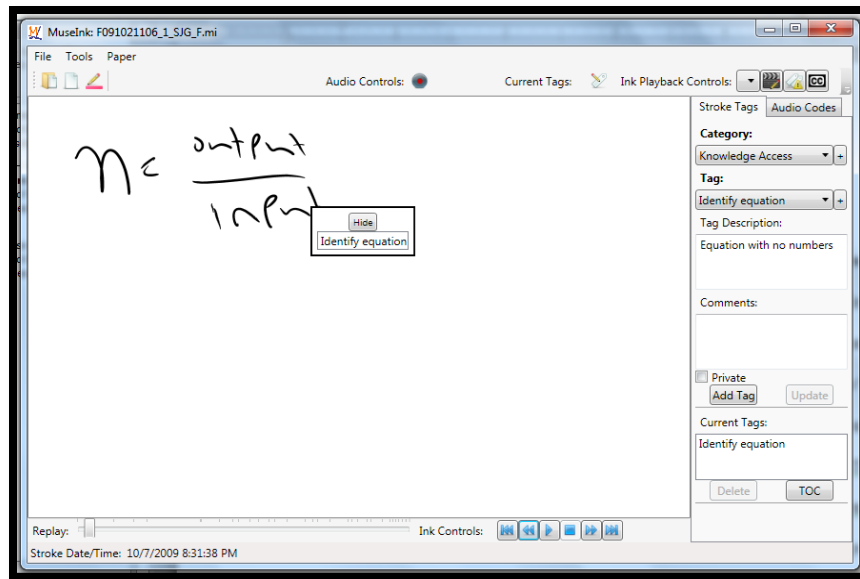 MuseInk: F091021106_1_SJG_F.mi
File Tools Paper
Audio Controls: Current Tags: Ink Playback Controls: CC
Stroke Tags Audio Codes
Category:
Knowledge Access +
Tag:
Identify equation +
Tag Description:
Equation with no numbers
Comments:
Private
Add Tag Update
Current Tags:
Identify equation
Delete TOC
output
η =
input
Hide
Identify equation
Replay: Ink Controls:
Stroke Date/Time: 10/7/2009 8:31:38 PM